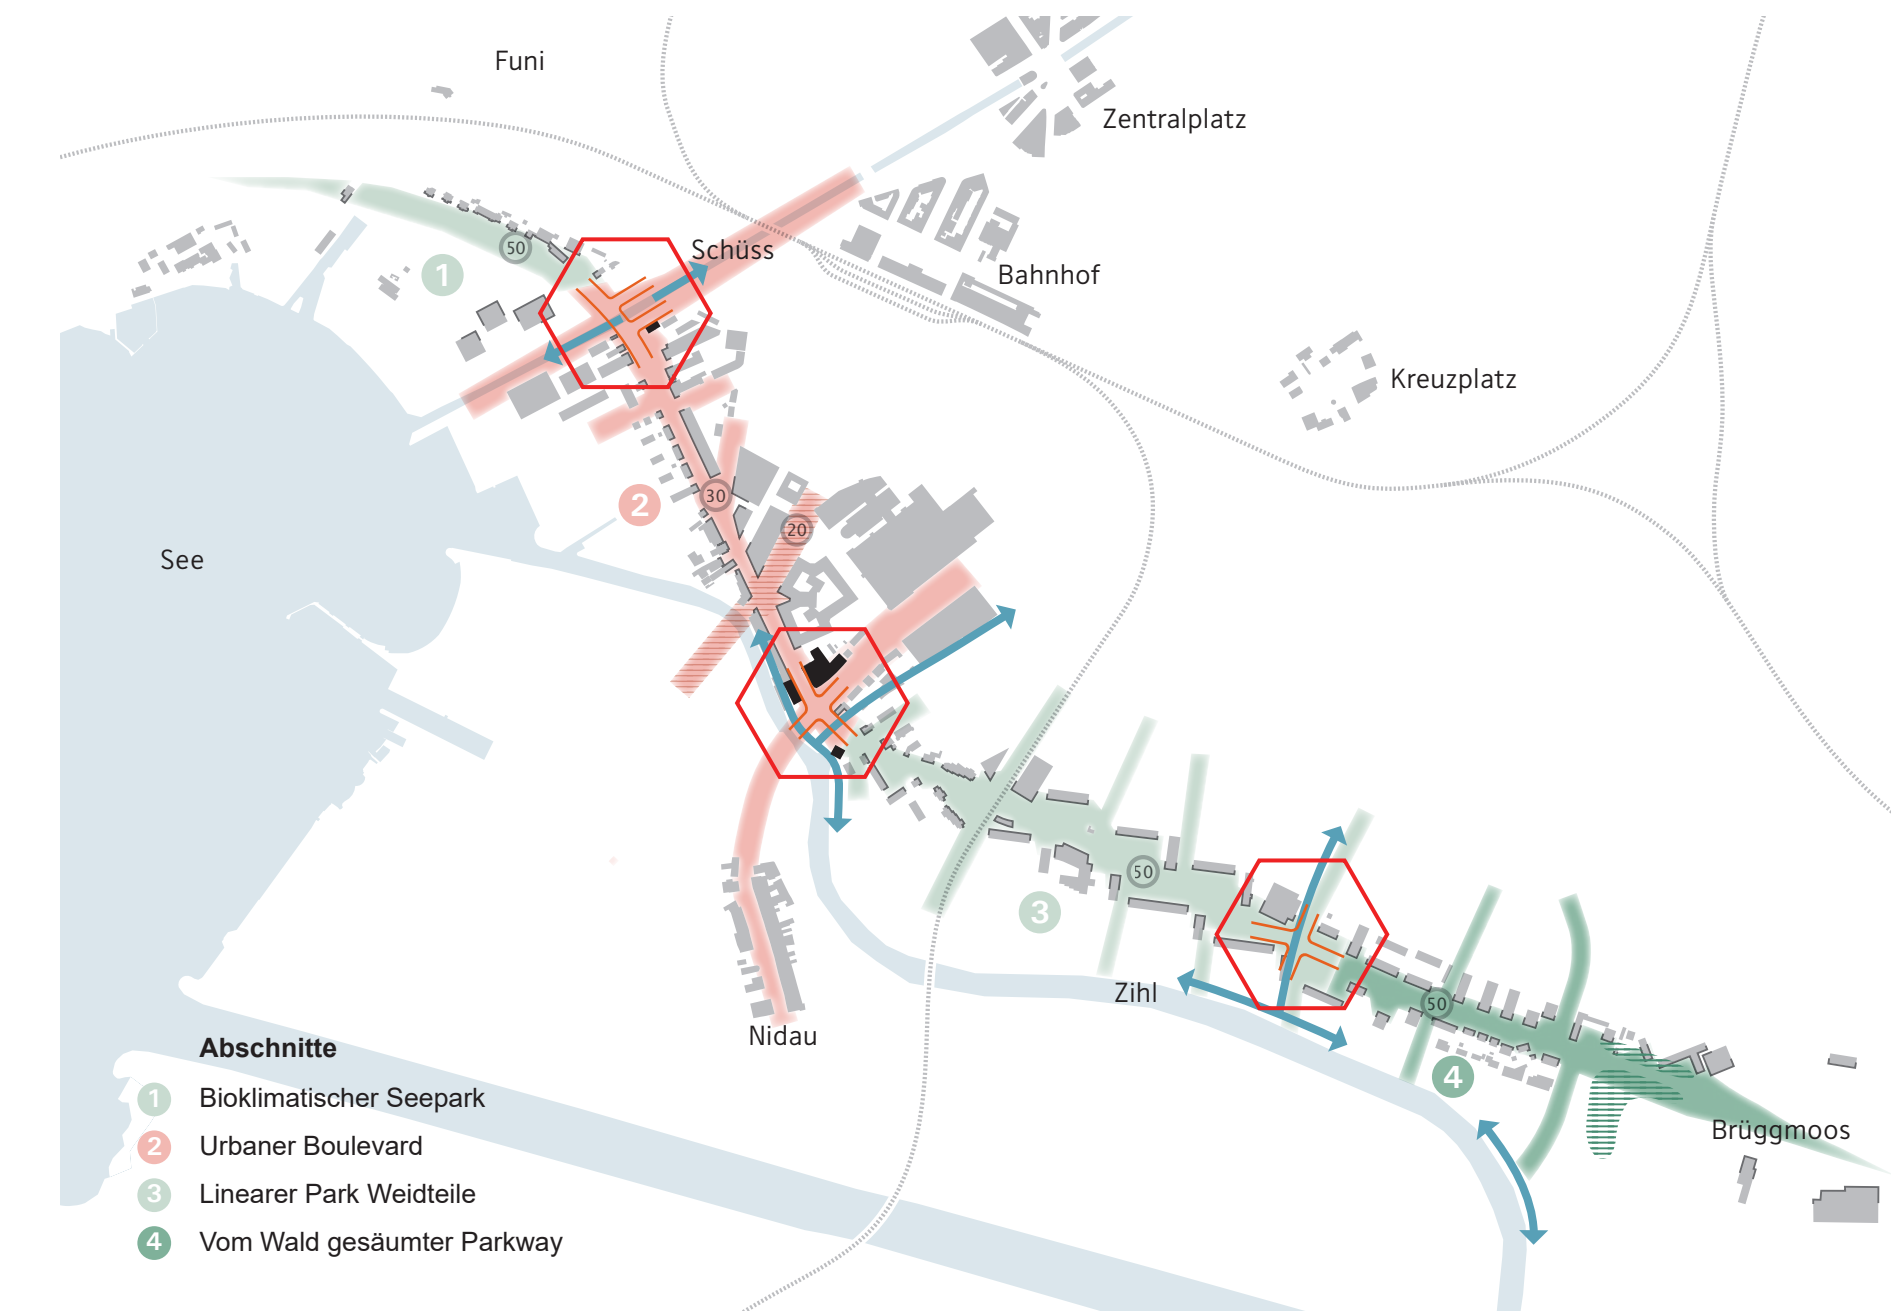 Funi
Zentralplatz
Schüss
50
1
Bahnhof
Kreuzplatz
30
2
20
See
50
3
Zihl
50
Nidau
4
Brüggmoos
Abschnitte
1 Bioklimatischer Seepark
2 Urbaner Boulevard
3 Linearer Park Weidteile
4 Vom Wald gesäumter Parkway